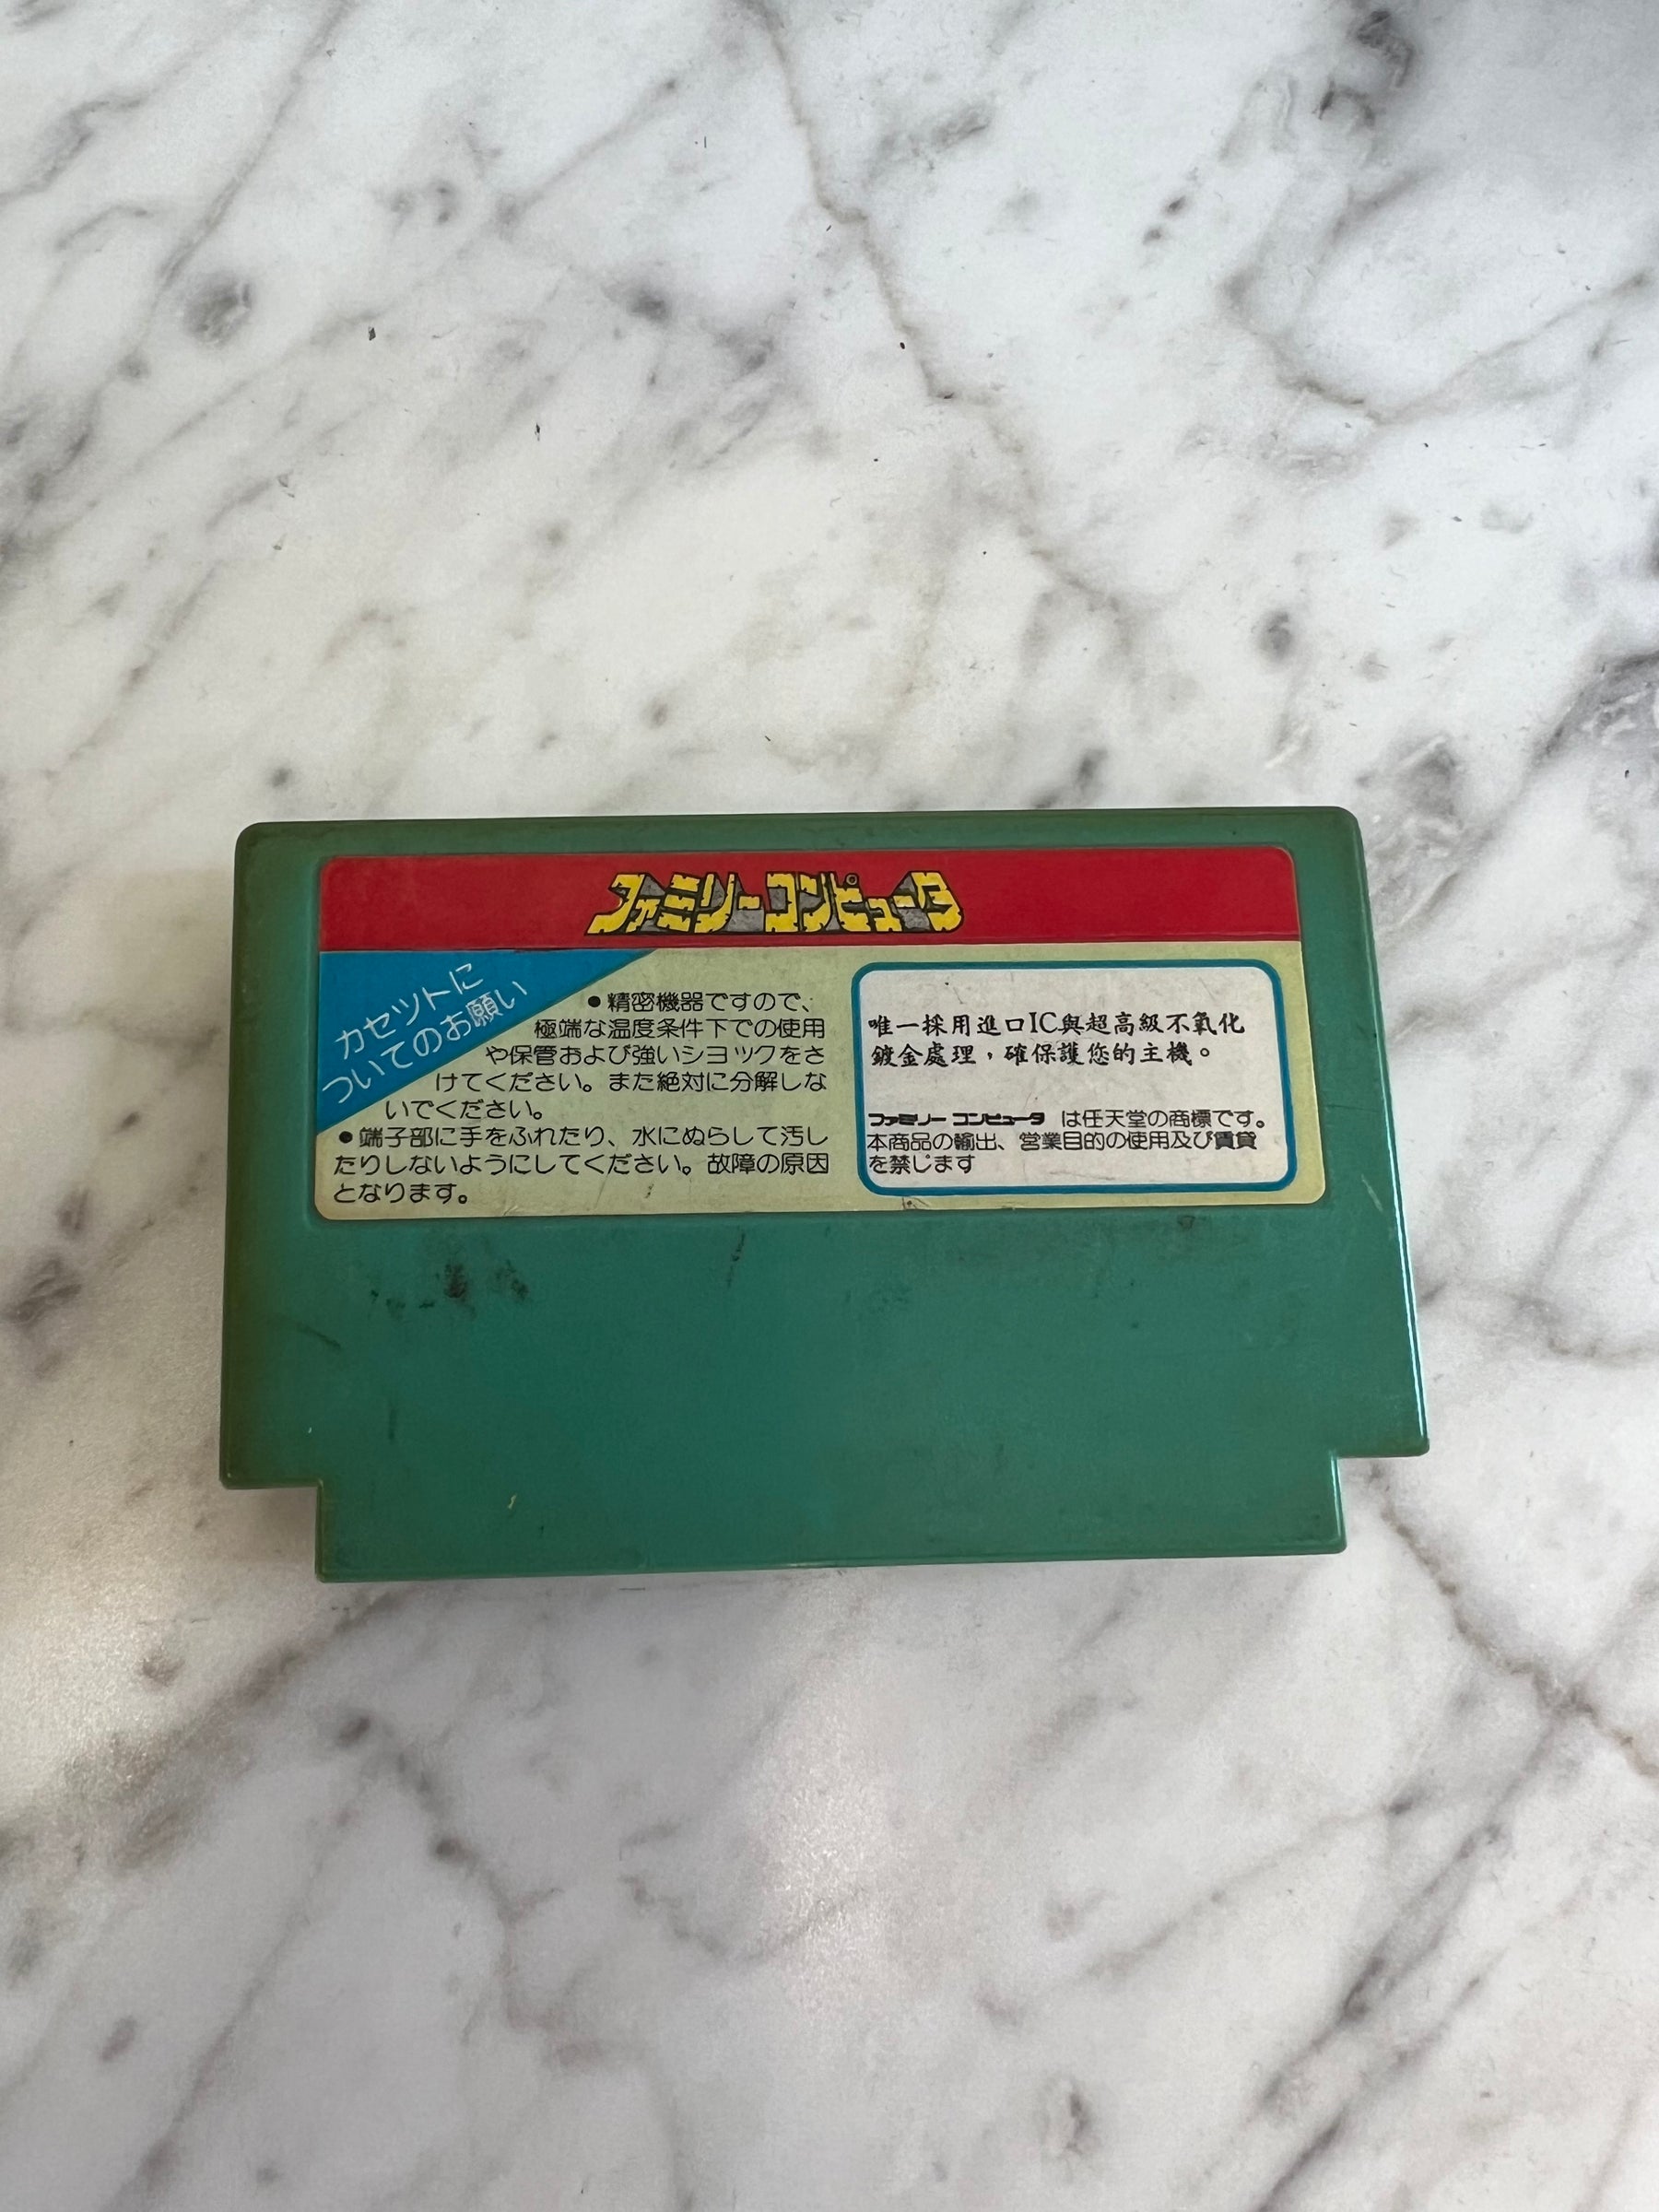 ファミリーコンピュータ
カセットに
ついてのお願い
●精密機器ですので、
極端な温度条件下での使用
や保管および強いショックをさ
けてください。また絶対に分解しな
いでください。
●端子部に手をふれたり、水にぬらして汚し
たりしないようにしてください。故障の原因
となります。
唯一採用進口IC與超高級不氧化
鍍金處理，確保護您的主機。
ファミリー コンピュータ は任天堂の商標です。
本商品の輸出、営業目的の使用及び賃貸
を禁じます